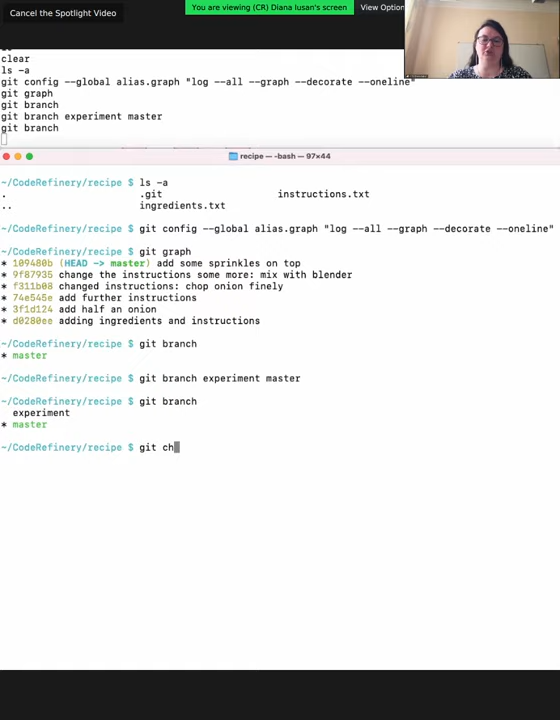 Cancel the Spotlight Video
You are viewing (CR) Diana Iusan's screen
View Option
clear
ls -a
git config --global alias.graph "log --all --graph --decorate --oneline"
git graph
git branch
git branch experiment master
git branch
recipe — -bash — 97×44
~/CodeRefinery/recipe $ ls -a
. .git instructions.txt
.. ingredients.txt
~/CodeRefinery/recipe $ git config --global alias.graph "log --all --graph --decorate --oneline"
~/CodeRefinery/recipe $ git graph
* 109480b (HEAD -> master) add some sprinkles on top
* 9f87935 change the instructions some more: mix with blender
* f311b08 changed instructions: chop onion finely
* 74e545e add further instructions
* 3f1d124 add half an onion
* d0280ee adding ingredients and instructions
~/CodeRefinery/recipe $ git branch
* master
~/CodeRefinery/recipe $ git branch experiment master
~/CodeRefinery/recipe $ git branch
experiment
* master
~/CodeRefinery/recipe $ git ch